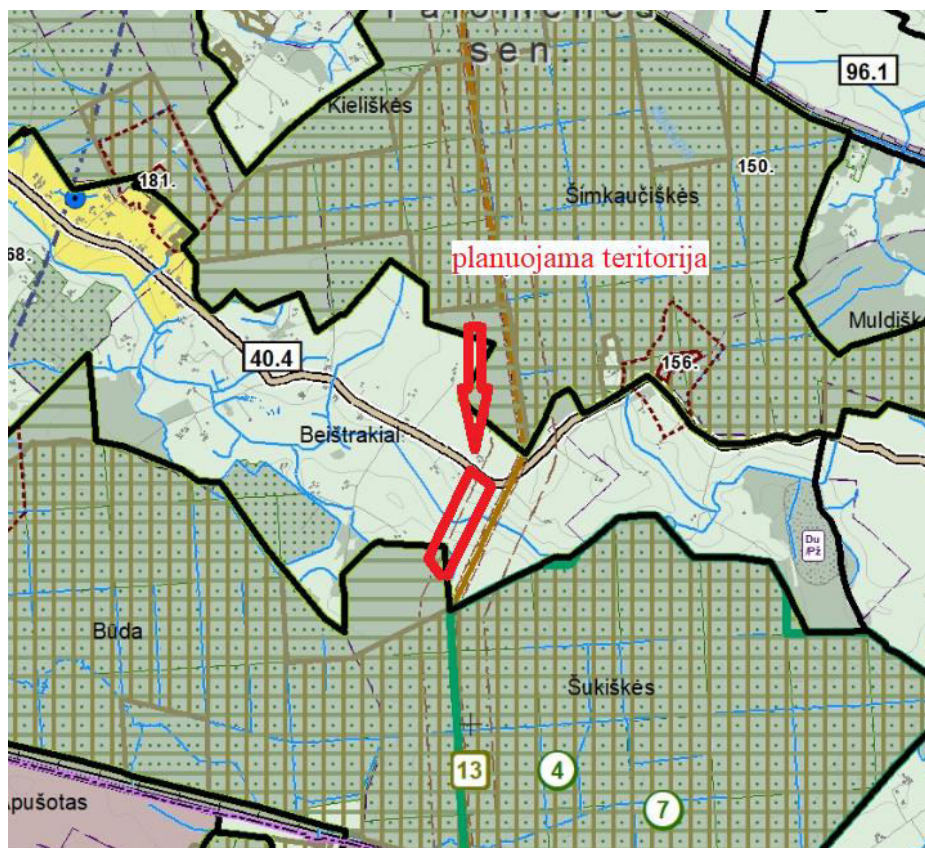 sen.
96.1
Kieliškės
181.
150.
Šimkaučiškės
68.
planuojama teritorija
Muldišk
40.4
156.
Beištrakiai
Du
/Pž
Būda
Šukiškės
13
4
7
Apušotas